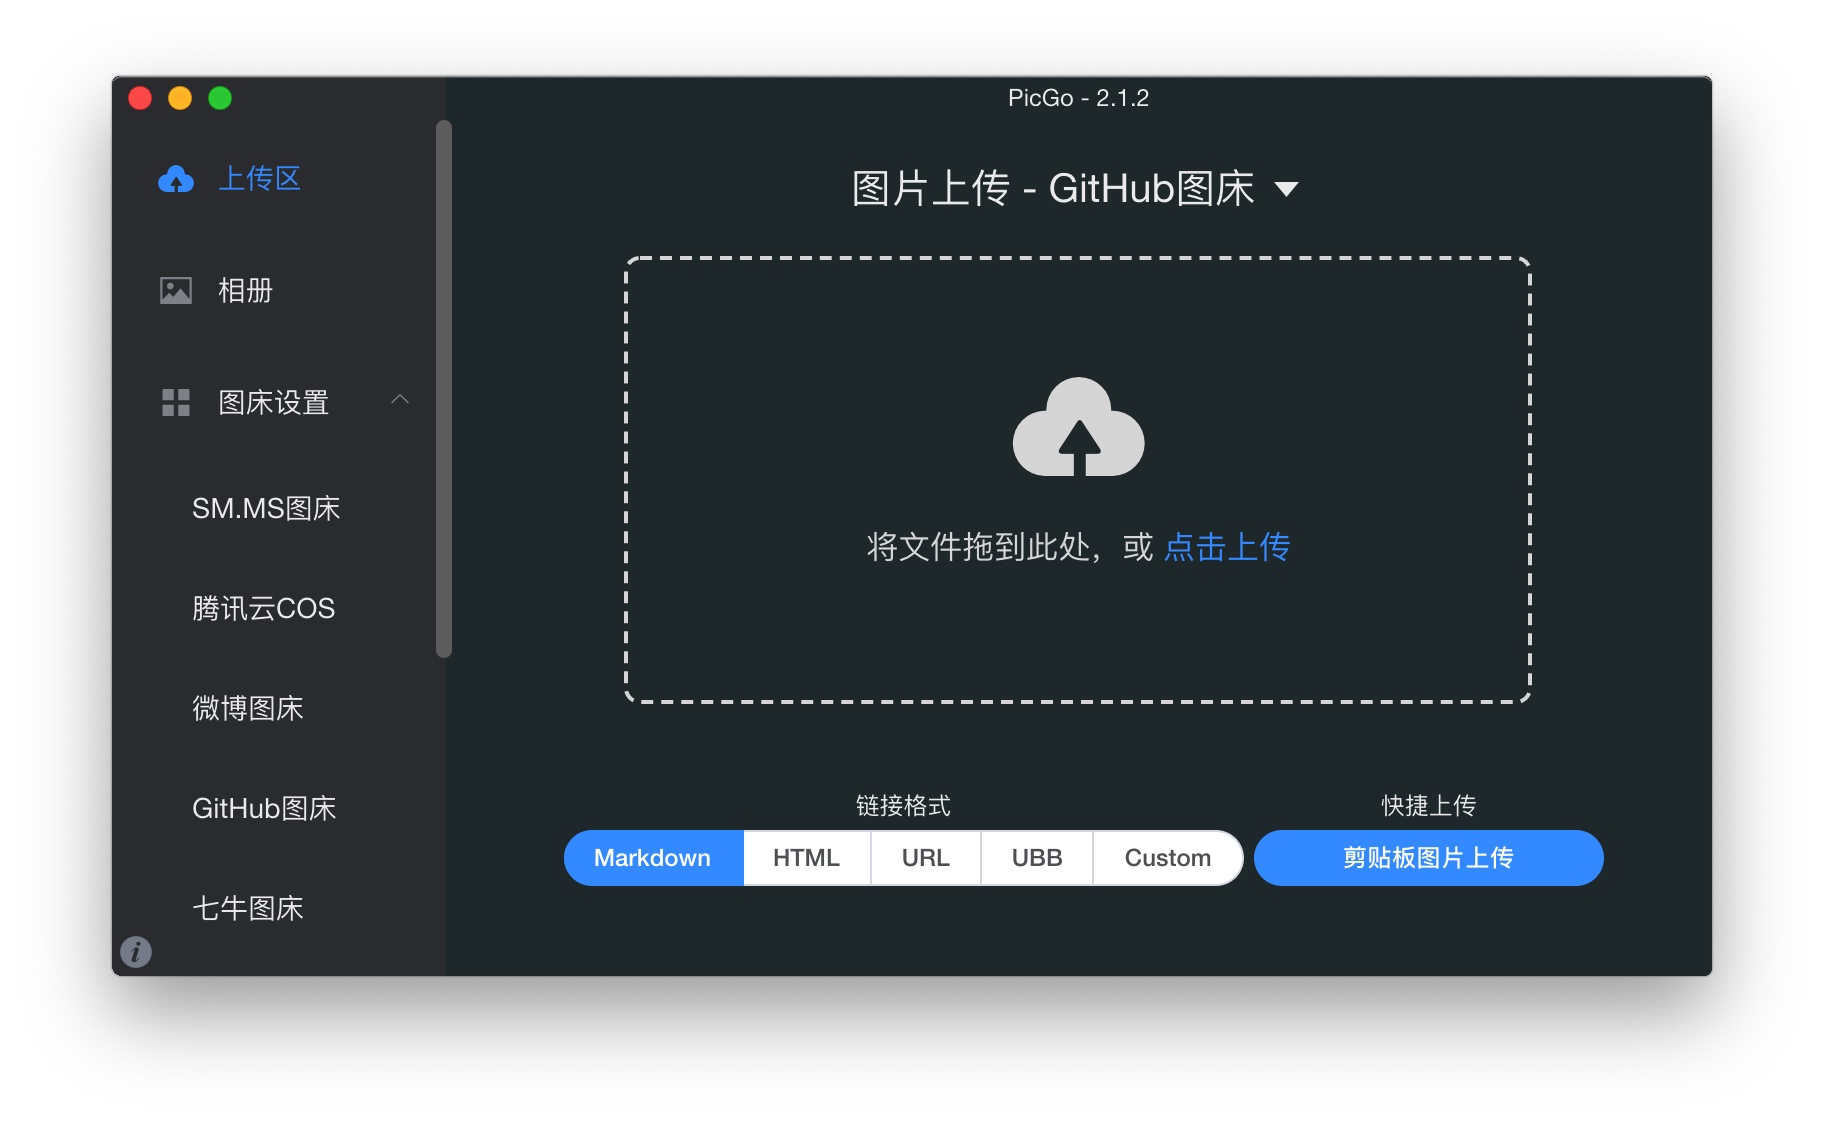 PicGo - 2.1.2
上传区
相册
图床设置
SM.MS图床
腾讯云COS
微博图床
GitHub图床
七牛图床
i
图片上传 - GitHub图床
将文件拖到此处，或 点击上传
链接格式
Markdown HTML URL UBB Custom
快捷上传
剪贴板图片上传